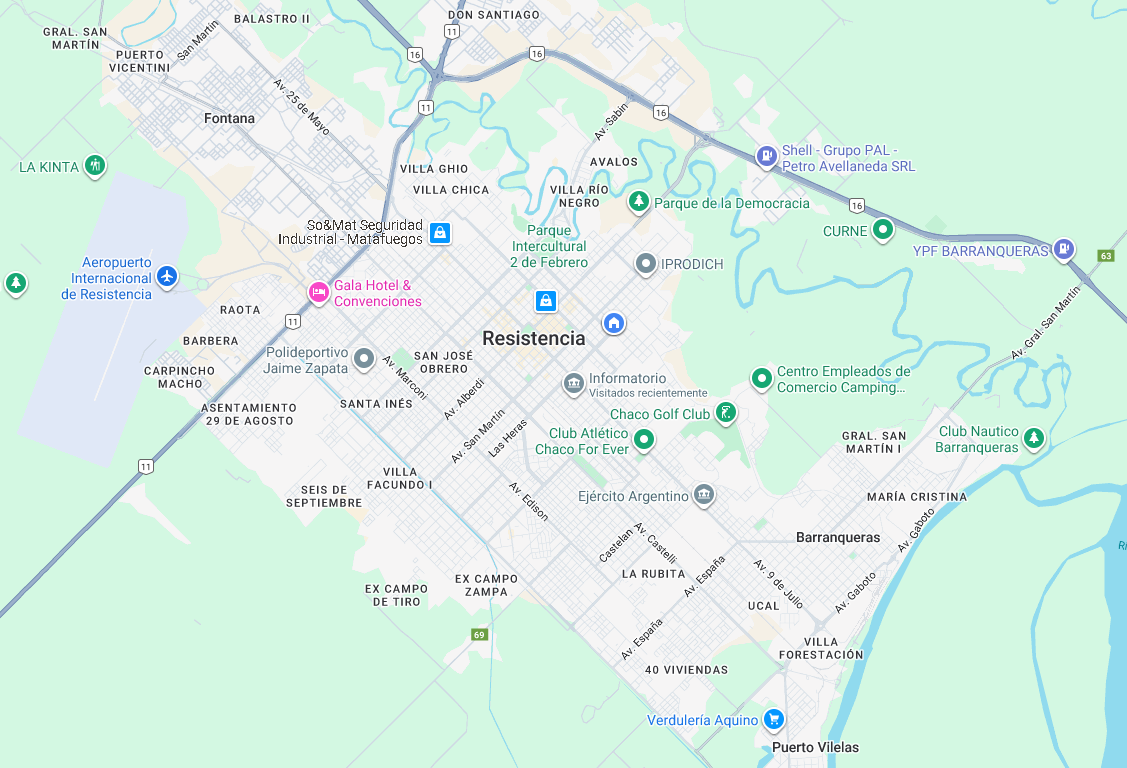 BALASTRO II
DON SANTIAGO
GRAL. SAN
MARTÍN
San Martín
11
PUERTO
VICENTINI
16
16
Av. 25 de Mayo
11
16
Fontana
Av. Sabin
Shell - Grupo PAL -
Petro Avellaneda SRL
LA KINTA
VILLA GHIO
AVALOS
VILLA CHICA
VILLA RÍO
NEGRO
Parque de la Democracia
16
So&Mat Seguridad
Industrial - Matafuegos
Parque
Intercultural
2 de Febrero
CURNE
YPF BARRANQUERAS
63
Aeropuerto
Internacional
de Resistencia
IPRODICH
Gala Hotel &
Convenciones
RAOTA
11
Av. Gral. San Martín
BARBERA
Resistencia
Polideportivo
Jaime Zapata
SAN JOSÉ
OBRERO
CARPINCHO
MACHO
Av. Marconi
Informatorio
Visitados recientemente
Centro Empleados de
Comercio Camping...
Av. Alberdi
SANTA INÉS
ASENTAMIENTO
29 DE AGOSTO
Chaco Golf Club
Av. San Martín
Las Heras
Club Atlético
Chaco For Ever
GRAL. SAN
MARTÍN I
Club Nautico
Barranqueras
11
VILLA
FACUNDO I
SEIS DE
SEPTIEMBRE
Av. Edison
Ejército Argentino
MARÍA CRISTINA
Av. Gaboto
Castelan
Av. Castelli
Barranqueras
EX CAMPO
ZAMPA
LA RUBITA
Av. España
Av. 9 de Julio
Av. Gaboto
EX CAMPO
DE TIRO
UCAL
69
Av. España
VILLA
FORESTACIÓN
40 VIVIENDAS
Verdulería Aquino
Puerto Vilelas